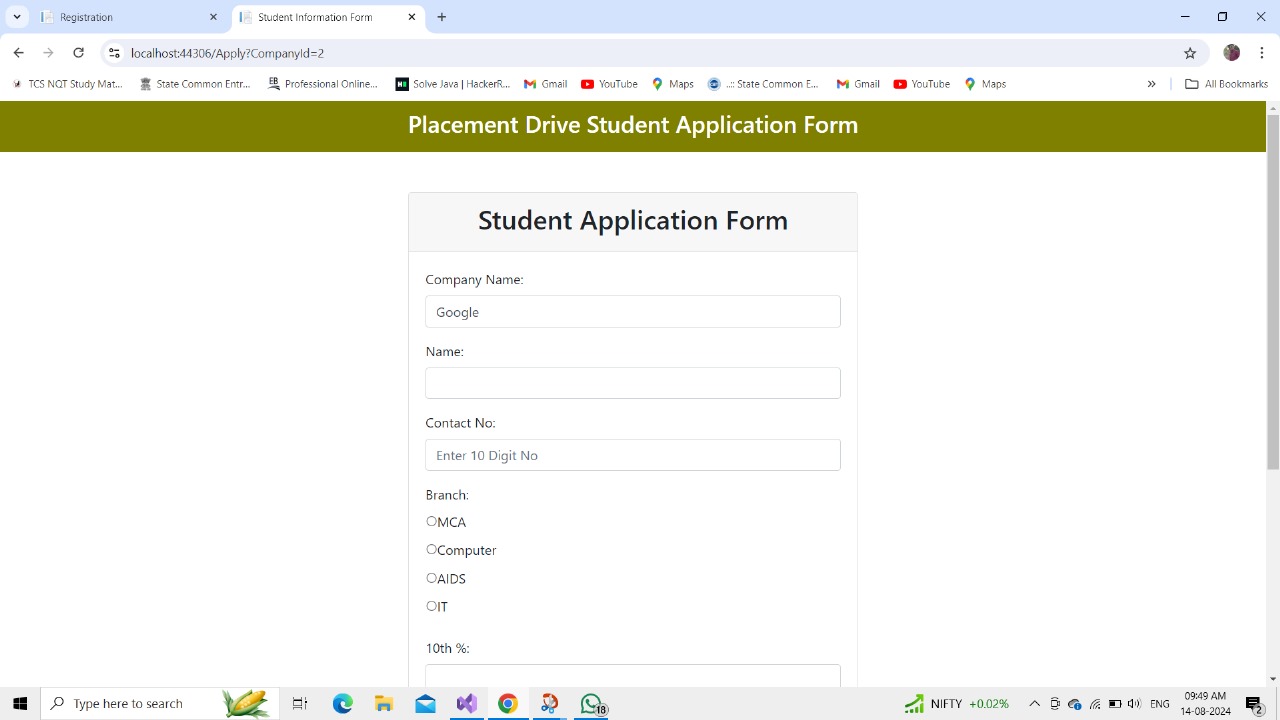 Registration
Student Information Form
localhost:44306/Apply?CompanyId=2
TCS NQT Study Mat...
State Common Entr...
Professional Online...
Solve Java | HackerR...
Gmail
YouTube
Maps
..:: State Common E...
Gmail
YouTube
Maps
»
All Bookmarks
Placement Drive Student Application Form
Student Application Form
Company Name:
Google
Name:
Contact No:
Enter 10 Digit No
Branch:
MCA
Computer
AIDS
IT
10th %:
Type here to search
18
NIFTY +0.02%
ENG
09:49 AM
14-08-2024
2